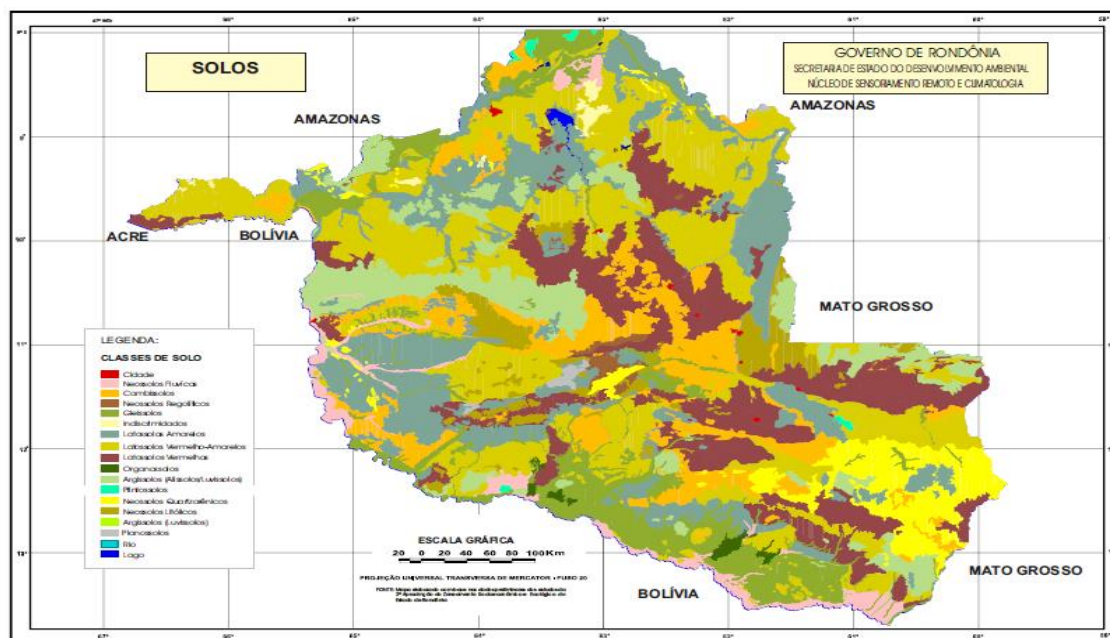 SOLOS
GOVERNO DE RONDÔNIA
SECRETARIA DE ESTADO DO DESENVOLVIMENTO AMBIENTAL
NÚCLEO DE SENSORIAMENTO REMOTO E CLIMATOLOGIA
AMAZONAS
AMAZONAS
ACRE
BOLÍVIA
MATO GROSSO
LEGENDA:
CLASSES DE SOLO
Cidade
Neossolos Flúvicos
Cambissolos
Neossolos Regolíticos
Gleissolos
Indiscrimidados
Latossolos Amarelos
Latossolos Vermelho-Amarelos
Latossolos Vermelhos
Organossolos
Argissolos (Alissolos/Luvissolos)
Plintossolos
Neossolos Quartzarênicos
Neossolos Litólicos
Argissolos (Luvissolos)
Planossolos
Rio
Lago
ESCALA GRÁFICA
20 0 20 40 60 80 100 Km
PROJEÇÃO UNIVERSAL TRANSVERSA DE MERCATOR - FUSO 20
BOLÍVIA
MATO GROSSO